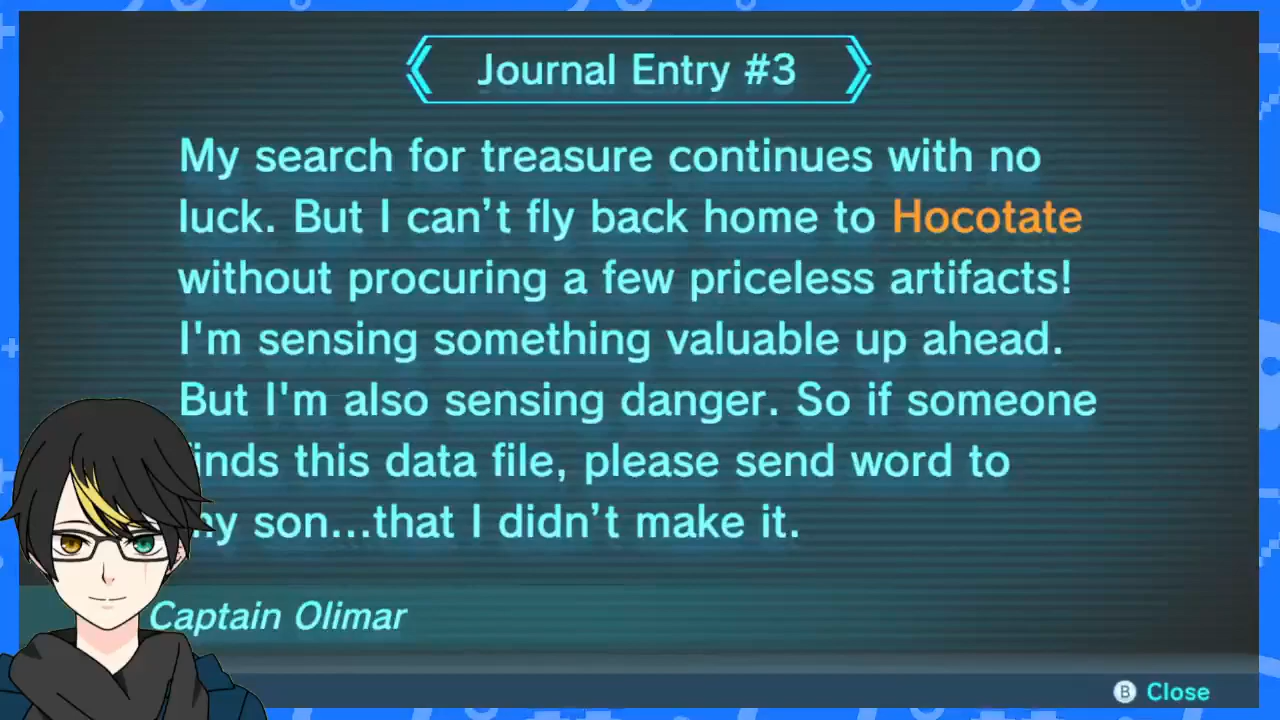 Journal Entry #3
My search for treasure continues with no
luck. But I can't fly back home to Hocotate
without procuring a few priceless artifacts!
I'm sensing something valuable up ahead.
But I'm also sensing danger. So if someone
inds this data file, please send word to
y son...that I didn't make it.
Captain Olimar
B Close